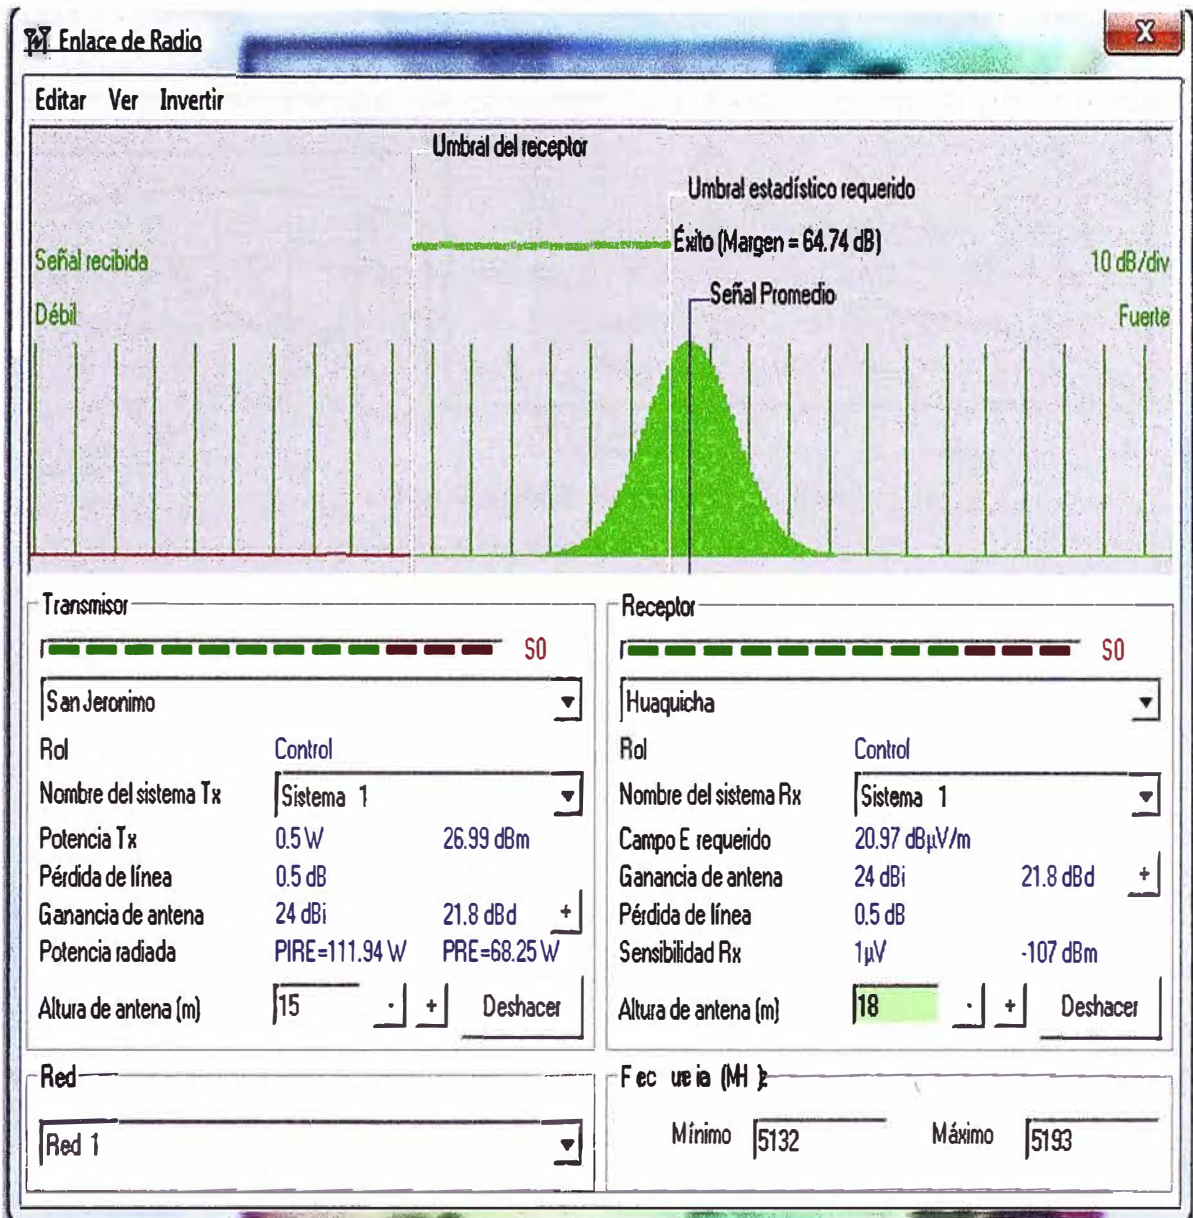 Enlace de Radio
X
Editar Ver Invertir
Umbral del receptor
Umbral estadístico requerido
Éxito (Margen = 64.74 dB)
Señal recibida
10 dB/div
Señal Promedio
Débil
Fuerte
Transmisor
S0
San Jeronimo
Rol Control
Nombre del sistema Tx Sistema 1
Potencia Tx 0.5 W 26.99 dBm
Pérdida de línea 0.5 dB
Ganancia de antena 24 dBi 21.8 dBd +
Potencia radiada PIRE=111.94 W PRE=68.25 W
Altura de antena (m) 15 - + Deshacer
Receptor
S0
Huaquicha
Rol Control
Nombre del sistema Rx Sistema 1
Campo E requerido 20.97 dBµV/m
Ganancia de antena 24 dBi 21.8 dBd +
Pérdida de línea 0.5 dB
Sensibilidad Rx 1µV -107 dBm
Altura de antena (m) 18 - + Deshacer
Red
Red 1
Mínimo 5132 Máximo 5193